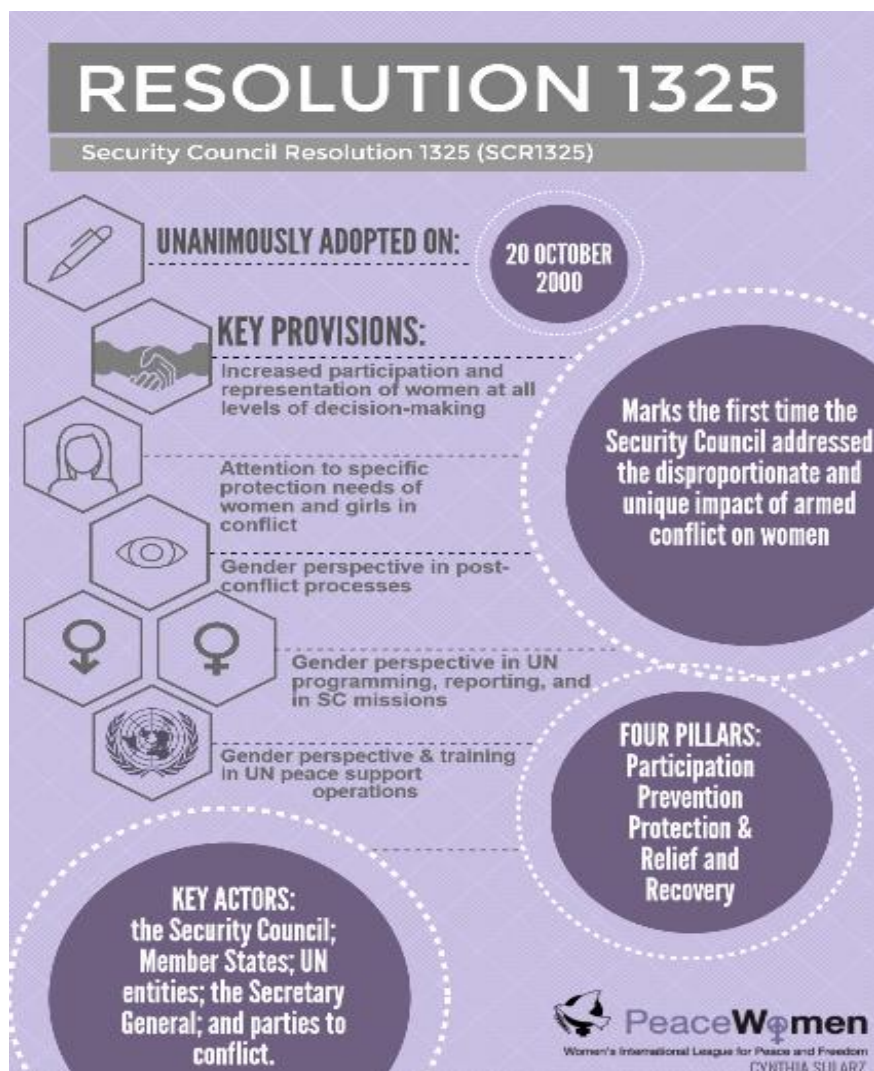 RESOLUTION 1325
Security Council Resolution 1325 (SCR1325)
UNANIMOUSLY ADOPTED ON:
20 OCTOBER
2000
KEY PROVISIONS:
Increased participation and
representation of women at all
levels of decision-making
Marks the first time the
Security Council addressed
the disproportionate and
unique impact of armed
conflict on women
Attention to specific
protection needs of
women and girls in
conflict
Gender perspective in post-
conflict processes
Gender perspective in UN
programming, reporting, and
in SC missions
Gender perspective & training
in UN peace support
operations
FOUR PILLARS:
Participation
Prevention
Protection &
Relief and
Recovery
KEY ACTORS:
the Security Council;
Member States; UN
entities; the Secretary
General; and parties to
conflict.
PeaceWomen
Women's International League for Peace and Freedom
CYNTHIA SULARZ